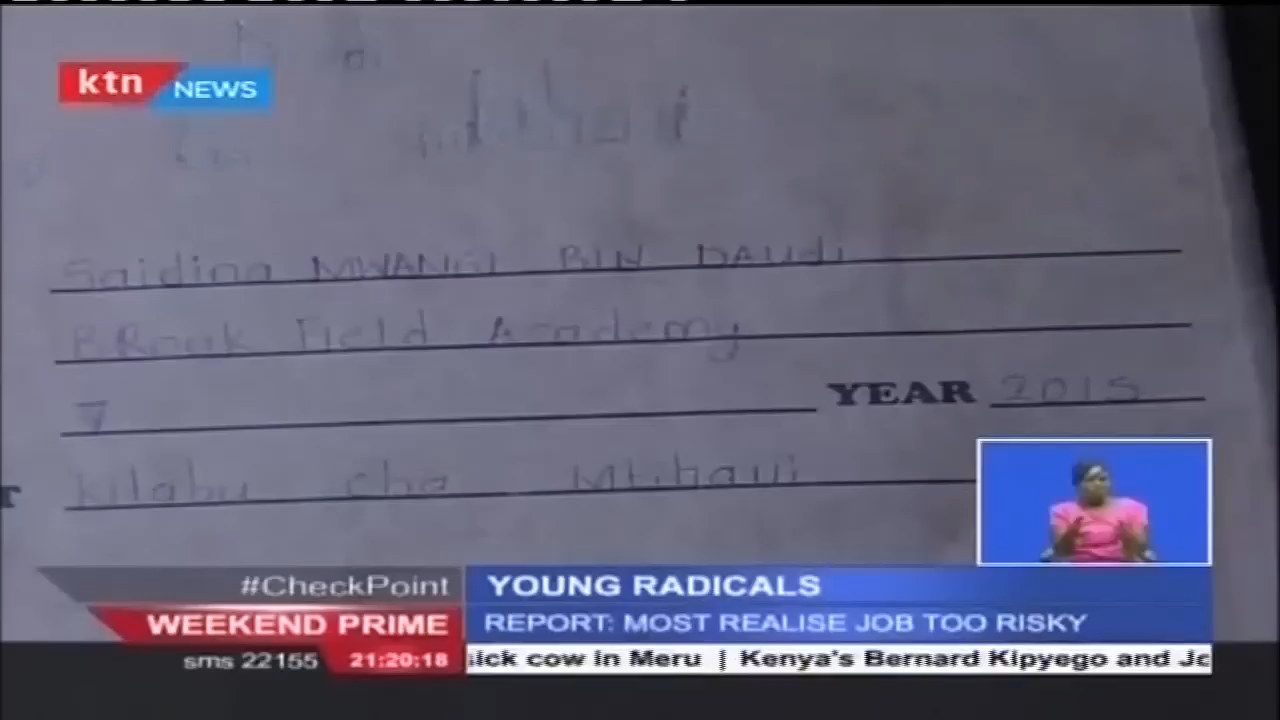 ktn NEWS
Saidina MWANGI BIN DAUdi
BRook Field Academy
7 YEAR 2015
Kilabu cha Mtihani
#CheckPoint
YOUNG RADICALS
WEEKEND PRIME
REPORT: MOST REALISE JOB TOO RISKY
sms 22155 21:20:18
sick cow in Meru | Kenya's Bernard Kipyego and Jo